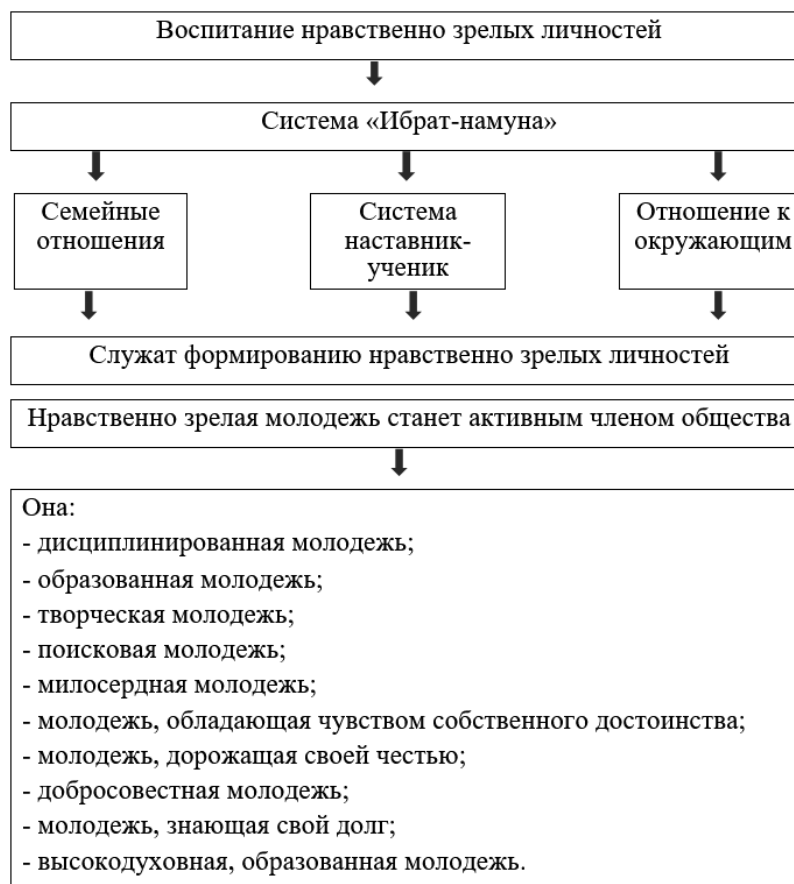 Воспитание нравственно зрелых личностей
Система «Ибрат-намуна»
Семейные
отношения
Система
наставник-
ученик
Отношение к
окружающим
Служат формированию нравственно зрелых личностей
Нравственно зрелая молодежь станет активным членом общества
Она:
- дисциплинированная молодежь;
- образованная молодежь;
- творческая молодежь;
- поисковая молодежь;
- милосердная молодежь;
- молодежь, обладающая чувством собственного достоинства;
- молодежь, дорожащая своей честью;
- добросовестная молодежь;
- молодежь, знающая свой долг;
- высокодуховная, образованная молодежь.